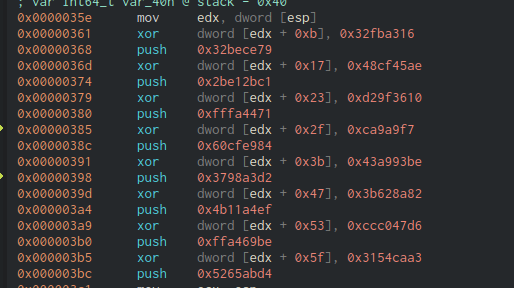 ; var int64_t var_40h @ stack - 0x40
0x0000035e mov edx, dword [esp]
0x00000361 xor dword [edx + 0xb], 0x32fba316
0x00000368 push 0x32bece79
0x0000036d xor dword [edx + 0x17], 0x48cf45ae
0x00000374 push 0x2be12bc1
0x00000379 xor dword [edx + 0x23], 0xd29f3610
0x00000380 push 0xfffa4471
0x00000385 xor dword [edx + 0x2f], 0xca9a9f7
0x0000038c push 0x60cfe984
0x00000391 xor dword [edx + 0x3b], 0x43a993be
0x00000398 push 0x3798a3d2
0x0000039d xor dword [edx + 0x47], 0x3b628a82
0x000003a4 push 0x4b11a4ef
0x000003a9 xor dword [edx + 0x53], 0xccc047d6
0x000003b0 push 0xffa469be
0x000003b5 xor dword [edx + 0x5f], 0x3154caa3
0x000003bc push 0x5265abd4